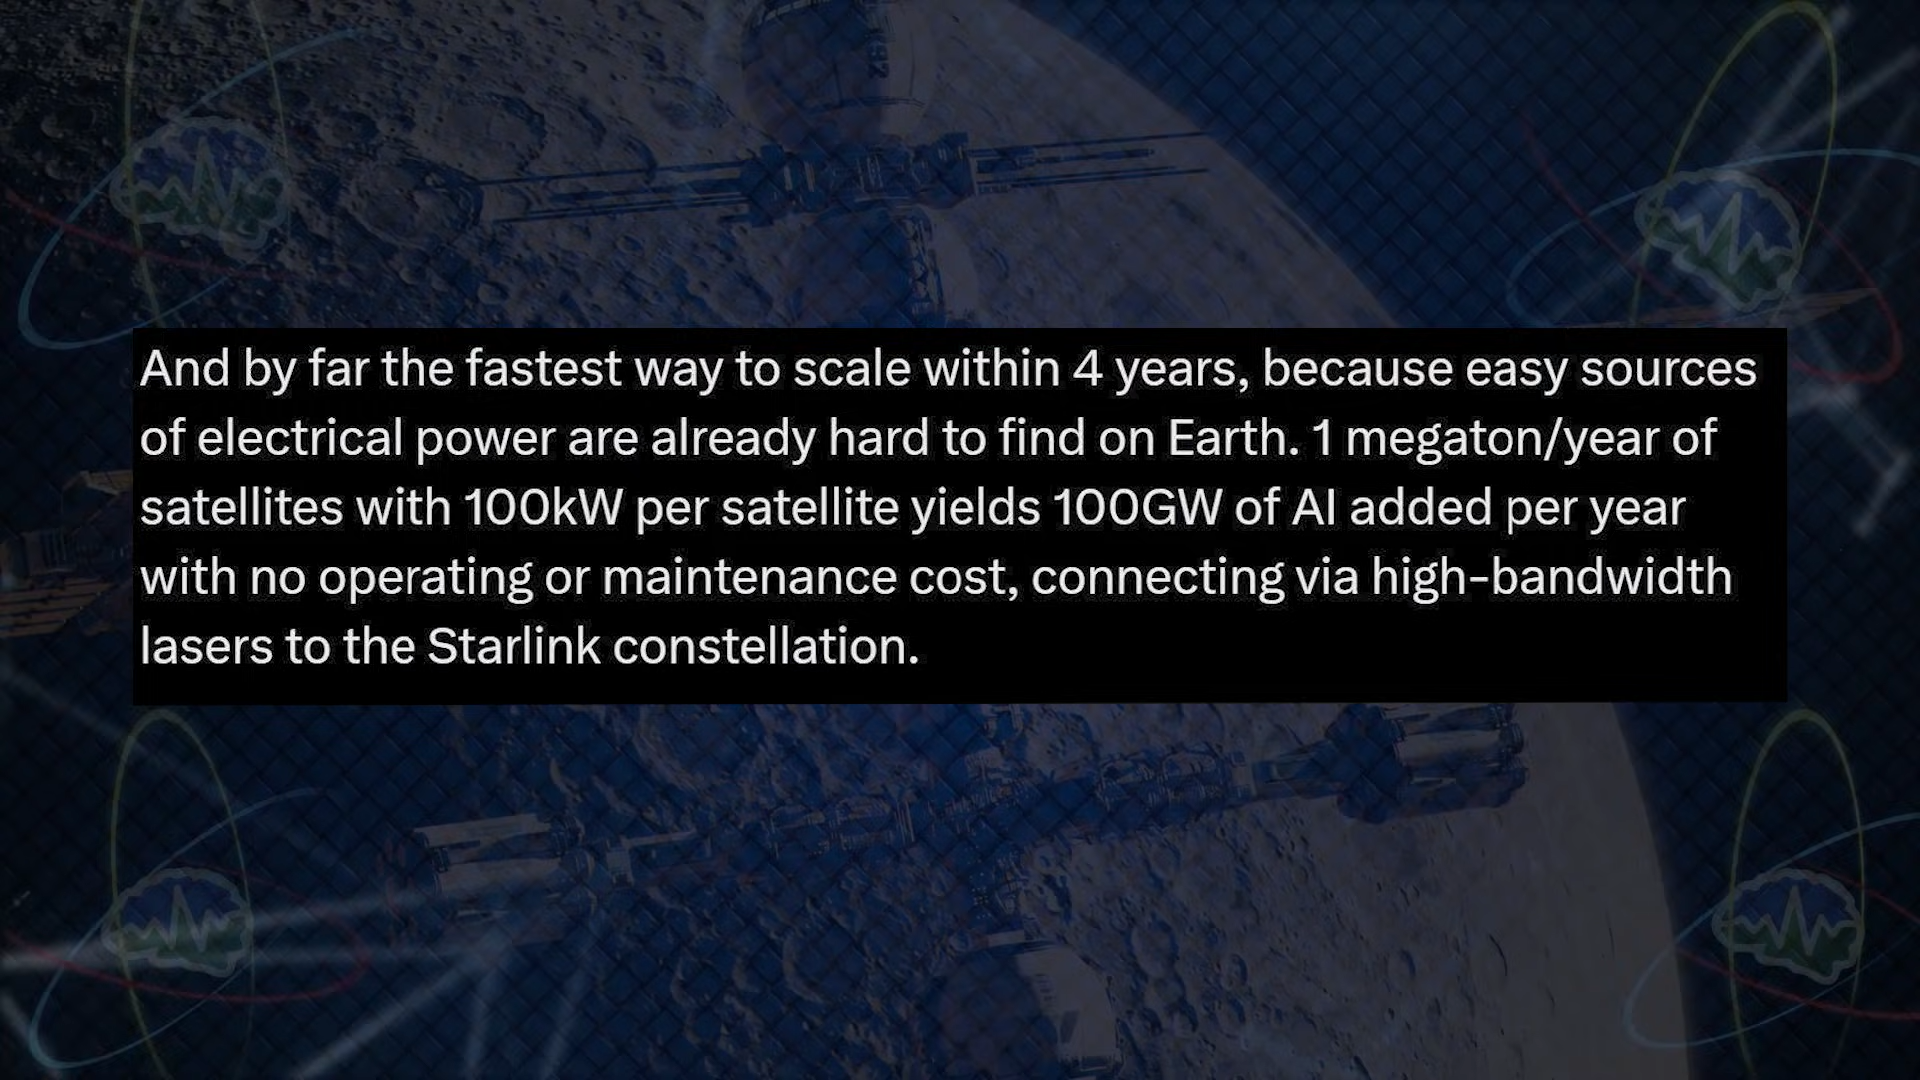 And by far the fastest way to scale within 4 years, because easy sources
of electrical power are already hard to find on Earth. 1 megaton/year of
satellites with 100kW per satellite yields 100GW of AI added per year
with no operating or maintenance cost, connecting via high-bandwidth
lasers to the Starlink constellation.